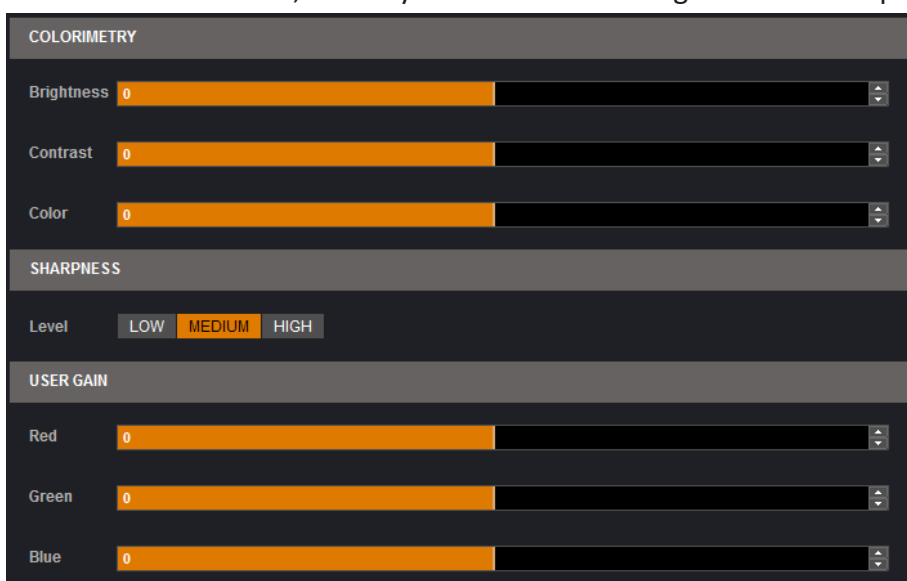 COLORIMETRY
Brightness 0
Contrast 0
Color 0
SHARPNESS
Level LOW MEDIUM HIGH
USER GAIN
Red 0
Green 0
Blue 0